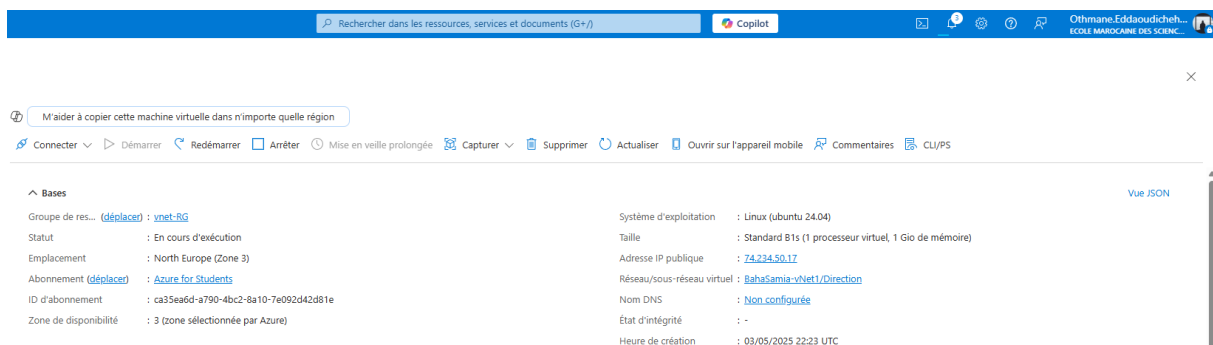 Rechercher dans les ressources, services et documents (G+/)
Copilot
3
Othmane.Eddaoudicheh...
ECOLE MAROCAINE DES SCIENC...
M'aider à copier cette machine virtuelle dans n'importe quelle région
Connecter Démarrer Redémarrer Arrêter Mise en veille prolongée Capturer Supprimer Actualiser Ouvrir sur l'appareil mobile Commentaires CLI/PS
Bases
Vue JSON
Groupe de res... (déplacer) : vnet-RG
Statut : En cours d'exécution
Emplacement : North Europe (Zone 3)
Abonnement (déplacer) : Azure for Students
ID d'abonnement : ca35ea6d-a790-4bc2-8a10-7e092d42d81e
Zone de disponibilité : 3 (zone sélectionnée par Azure)
Système d'exploitation : Linux (ubuntu 24.04)
Taille : Standard B1s (1 processeur virtuel, 1 Gio de mémoire)
Adresse IP publique : 74.234.50.17
Réseau/sous-réseau virtuel : BahaSamia-vNet1/Direction
Nom DNS : Non configurée
État d'intégrité : -
Heure de création : 03/05/2025 22:23 UTC